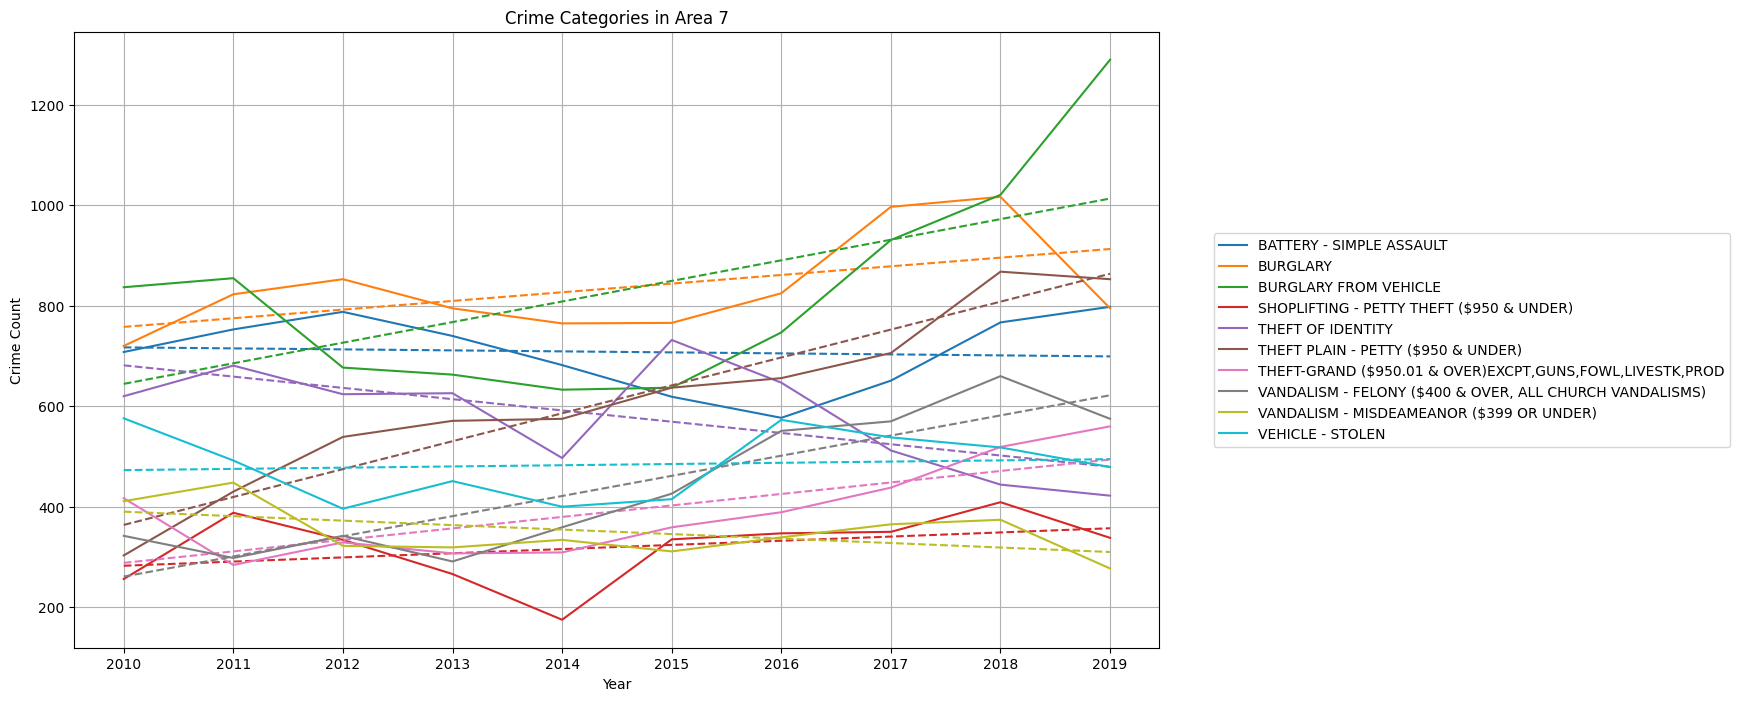 Crime Categories in Area 7
Crime Count
1200
1000
800
600
400
200
2010 2011 2012 2013 2014 2015 2016 2017 2018 2019
Year
BATTERY - SIMPLE ASSAULT
BURGLARY
BURGLARY FROM VEHICLE
SHOPLIFTING - PETTY THEFT ($950 & UNDER)
THEFT OF IDENTITY
THEFT PLAIN - PETTY ($950 & UNDER)
THEFT-GRAND ($950.01 & OVER)EXCPT,GUNS,FOWL,LIVESTK,PROD
VANDALISM - FELONY ($400 & OVER, ALL CHURCH VANDALISMS)
VANDALISM - MISDEAMEANOR ($399 OR UNDER)
VEHICLE - STOLEN